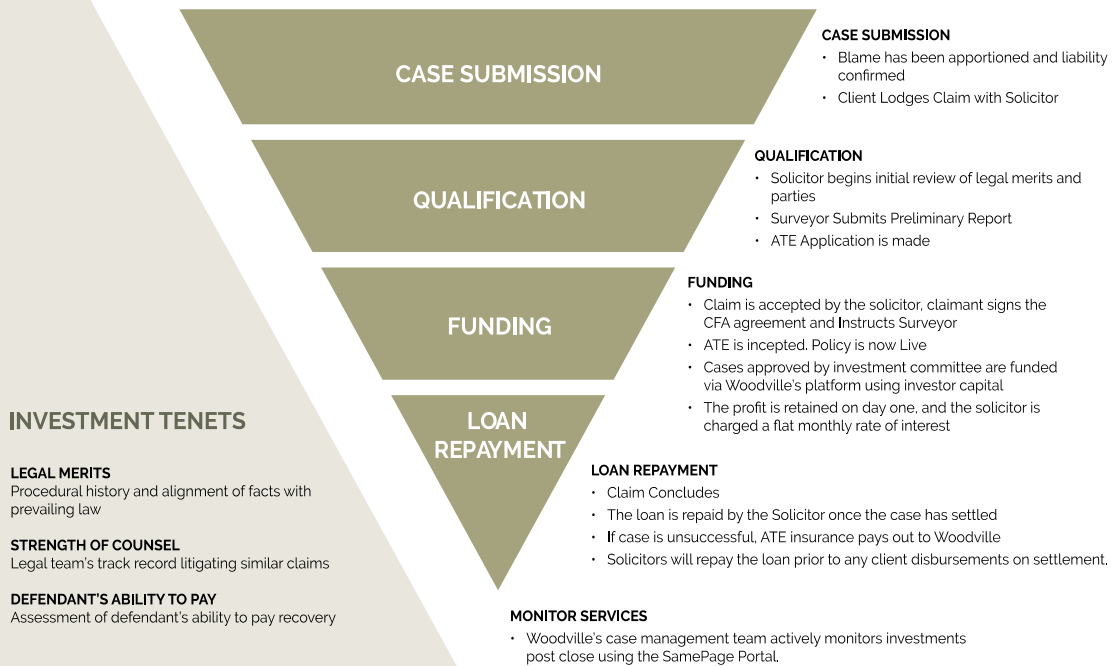 CASE SUBMISSION
CASE SUBMISSION
• Blame has been apportioned and liability
confirmed
• Client Lodges Claim with Solicitor
QUALIFICATION
QUALIFICATION
• Solicitor begins initial review of legal merits and
parties
• Surveyor Submits Preliminary Report
• ATE Application is made
FUNDING
FUNDING
• Claim is accepted by the solicitor, claimant signs the
CFA agreement and Instructs Surveyor
• ATE is incepted. Policy is now Live
• Cases approved by investment committee are funded
via Woodville's platform using investor capital
• The profit is retained on day one, and the solicitor is
charged a flat monthly rate of interest
LOAN
REPAYMENT
LOAN REPAYMENT
• Claim Concludes
• The loan is repaid by the Solicitor once the case has settled
• If case is unsuccessful, ATE insurance pays out to Woodville
• Solicitors will repay the loan prior to any client disbursements on settlement.
MONITOR SERVICES
• Woodville's case management team actively monitors investments
post close using the SamePage Portal.
INVESTMENT TENETS
LEGAL MERITS
Procedural history and alignment of facts with
prevailing law
STRENGTH OF COUNSEL
Legal team's track record litigating similar claims
DEFENDANT'S ABILITY TO PAY
Assessment of defendant's ability to pay recovery